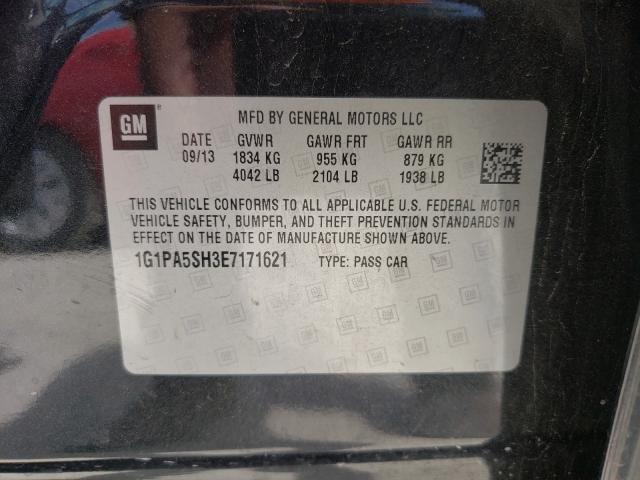 GM
MFD BY GENERAL MOTORS LLC
DATE GVWR GAWR FRT GAWR RR
09/13 1834 KG 955 KG 879 KG
4042 LB 2104 LB 1938 LB
THIS VEHICLE CONFORMS TO ALL APPLICABLE U.S. FEDERAL MOTOR
VEHICLE SAFETY, BUMPER, AND THEFT PREVENTION STANDARDS IN
EFFECT ON THE DATE OF MANUFACTURE SHOWN ABOVE.
1G1PA5SH3E7171621 TYPE: PASS CAR